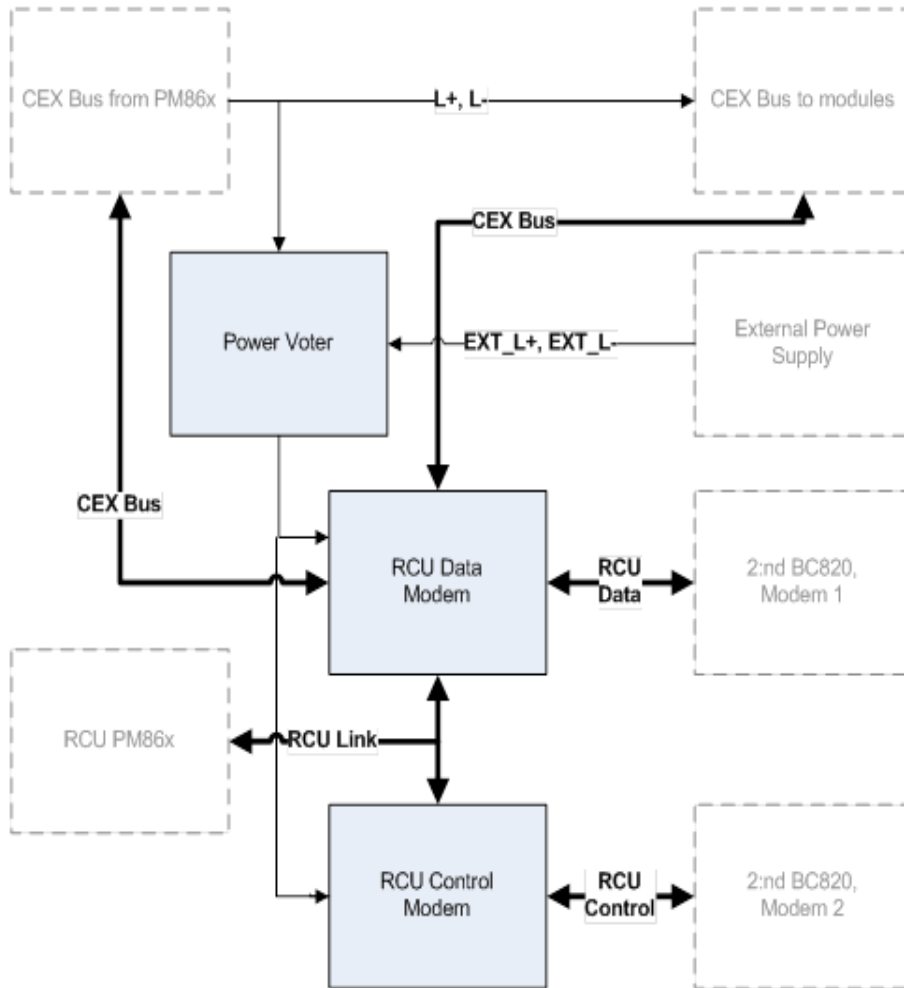 CEX Bus from PM86x
L+, L-
CEX Bus to modules
CEX Bus
Power Voter
EXT_L+, EXT_L-
External Power
Supply
CEX Bus
RCU Data
Modem
RCU
Data
2:nd BC820,
Modem 1
RCU PM86x
RCU Link
RCU Control
Modem
RCU
Control
2:nd BC820,
Modem 2